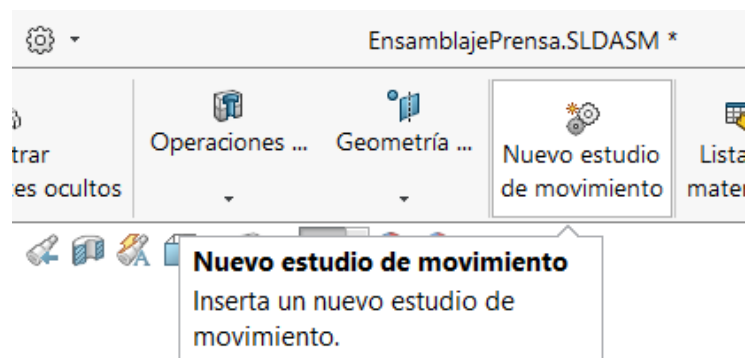 EnsamblajePrensa.SLDASM *
Operaciones ...
Geometría ...
Nuevo estudio
de movimiento
trar
es ocultos
Lista
mater
Nuevo estudio de movimiento
Inserta un nuevo estudio de
movimiento.